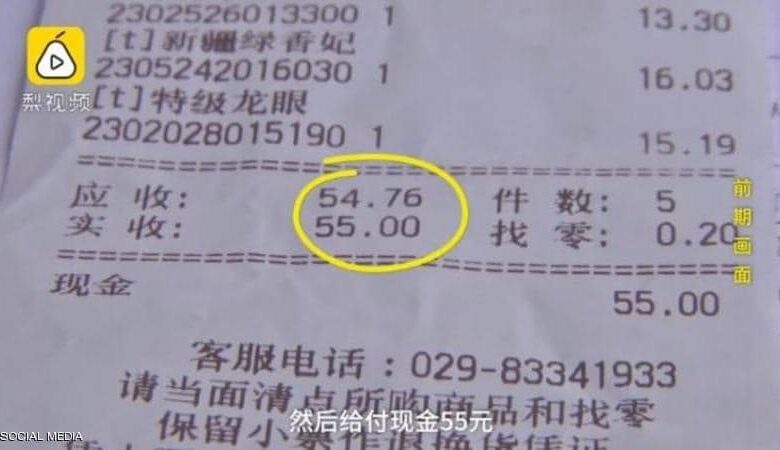 2302526013300 1 13.30
[t]新疆绿香妃
2305242016030 1 16.03
[t]特级龙眼
2302028015190 1 15.19
应收: 54.76 件数: 5
实收: 55.00 找零: 0.20
现金 55.00
客服电话:029-83341933
请当面清点所购商品和找零
保留小票作退换货凭证
梨视频
前期画面
然后给付现金55元
SOCIAL MEDIA